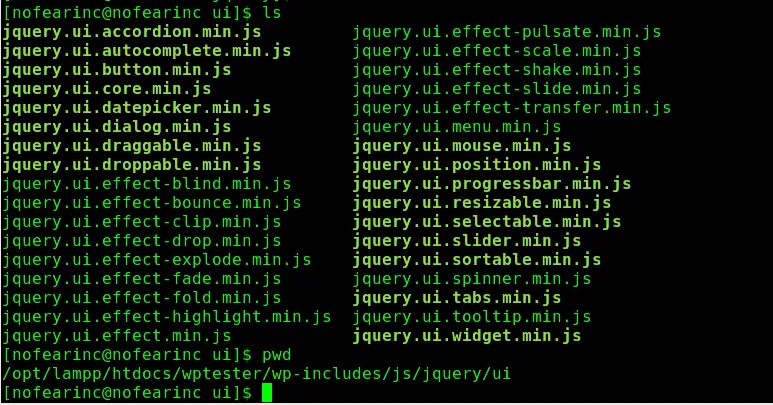 [nofearinc@nofearinc ui]$ ls
jquery.ui.accordion.min.js jquery.ui.effect-pulsate.min.js
jquery.ui.autocomplete.min.js jquery.ui.effect-scale.min.js
jquery.ui.button.min.js jquery.ui.effect-shake.min.js
jquery.ui.core.min.js jquery.ui.effect-slide.min.js
jquery.ui.datepicker.min.js jquery.ui.effect-transfer.min.js
jquery.ui.dialog.min.js jquery.ui.menu.min.js
jquery.ui.draggable.min.js jquery.ui.mouse.min.js
jquery.ui.droppable.min.js jquery.ui.position.min.js
jquery.ui.effect-blind.min.js jquery.ui.progressbar.min.js
jquery.ui.effect-bounce.min.js jquery.ui.resizable.min.js
jquery.ui.effect-clip.min.js jquery.ui.selectable.min.js
jquery.ui.effect-drop.min.js jquery.ui.slider.min.js
jquery.ui.effect-explode.min.js jquery.ui.sortable.min.js
jquery.ui.effect-fade.min.js jquery.ui.spinner.min.js
jquery.ui.effect-fold.min.js jquery.ui.tabs.min.js
jquery.ui.effect-highlight.min.js jquery.ui.tooltip.min.js
jquery.ui.effect.min.js jquery.ui.widget.min.js
[nofearinc@nofearinc ui]$ pwd
/opt/lampp/htdocs/wptester/wp-includes/js/jquery/ui
[nofearinc@nofearinc ui]$